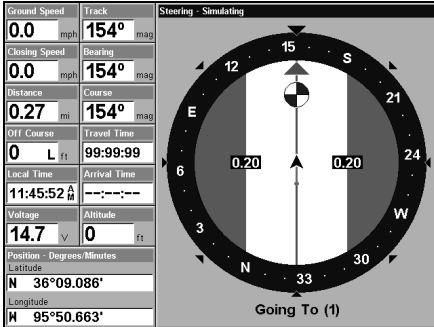 Ground Speed
0.0 mph
Track
154º mag
Closing Speed
0.0 mph
Bearing
154º mag
Distance
0.27 mi
Course
154º mag
Off Course
0 L ft
Travel Time
99:99:99
Local Time
11:45:52 AM
Arrival Time
--:--:--
Voltage
14.7 V
Altitude
0 ft
Position - Degrees/Minutes
Latitude
N 36°09.086'
Longitude
W 95°50.663'
Steering - Simulating
15
S
21
24
W
30
33
N
3
6
E
12
0.20
0.20
Going To (1)